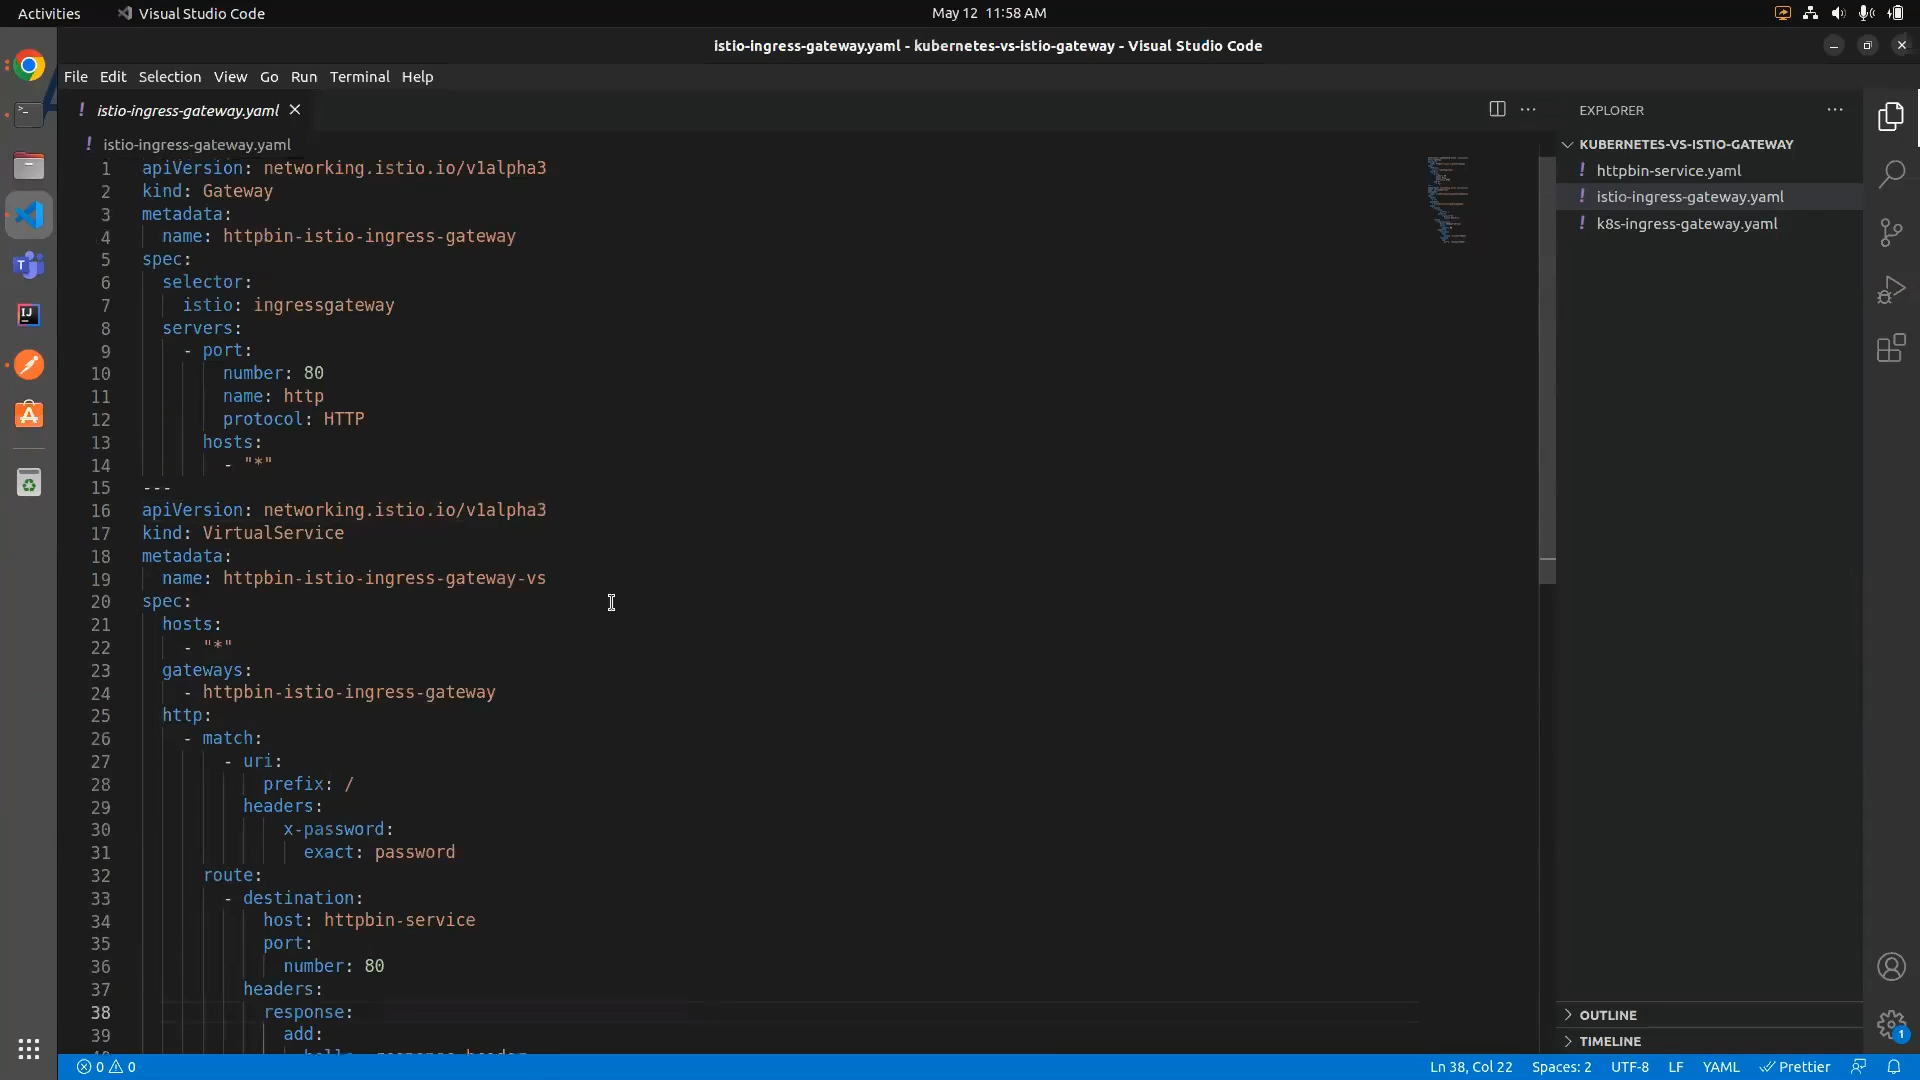 Activities
Visual Studio Code
May 12 11:58 AM
istio-ingress-gateway.yaml - kubernetes-vs-istio-gateway - Visual Studio Code
File Edit Selection View Go Run Terminal Help
! istio-ingress-gateway.yaml
! istio-ingress-gateway.yaml
1 apiVersion: networking.istio.io/v1alpha3
2 kind: Gateway
3 metadata:
4 name: httpbin-istio-ingress-gateway
5 spec:
6 selector:
7 istio: ingressgateway
8 servers:
9 - port:
10 number: 80
11 name: http
12 protocol: HTTP
13 hosts:
14 - "*"
15 ---
16 apiVersion: networking.istio.io/v1alpha3
17 kind: VirtualService
18 metadata:
19 name: httpbin-istio-ingress-gateway-vs
20 spec:
21 hosts:
22 - "*"
23 gateways:
24 - httpbin-istio-ingress-gateway
25 http:
26 - match:
27 - uri:
28 prefix: /
29 headers:
30 x-password:
31 exact: password
32 route:
33 - destination:
34 host: httpbin-service
35 port:
36 number: 80
37 headers:
38 response:
39 add:
EXPLORER
KUBERNETES-VS-ISTIO-GATEWAY
! httpbin-service.yaml
! istio-ingress-gateway.yaml
! k8s-ingress-gateway.yaml
OUTLINE
TIMELINE
1
0 0
Ln 38, Col 22 Spaces: 2 UTF-8 LF YAML Prettier